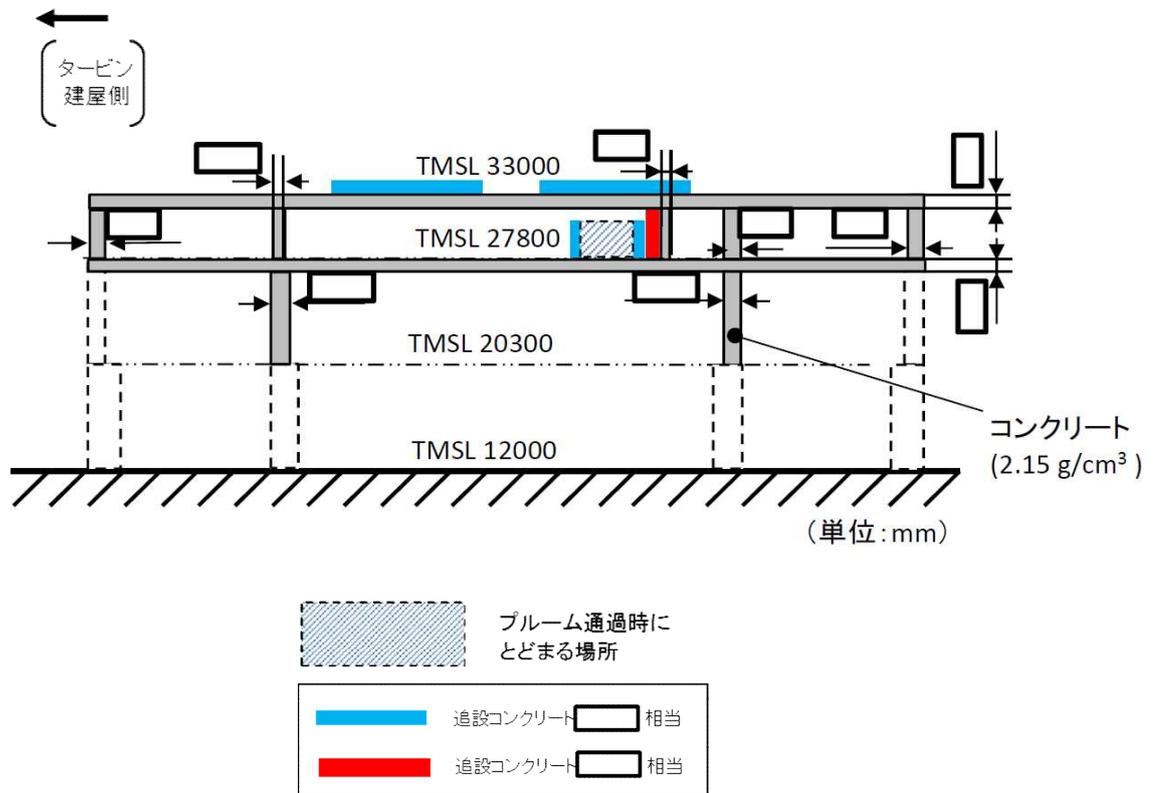 タービン
建屋側
TMSL 33000
TMSL 27800
TMSL 20300
TMSL 12000
コンクリート
(2.15 g/cm³ )
（単位：mm）
プルーム通過時に
とどまる場所
追設コンクリート 相当
追設コンクリート 相当